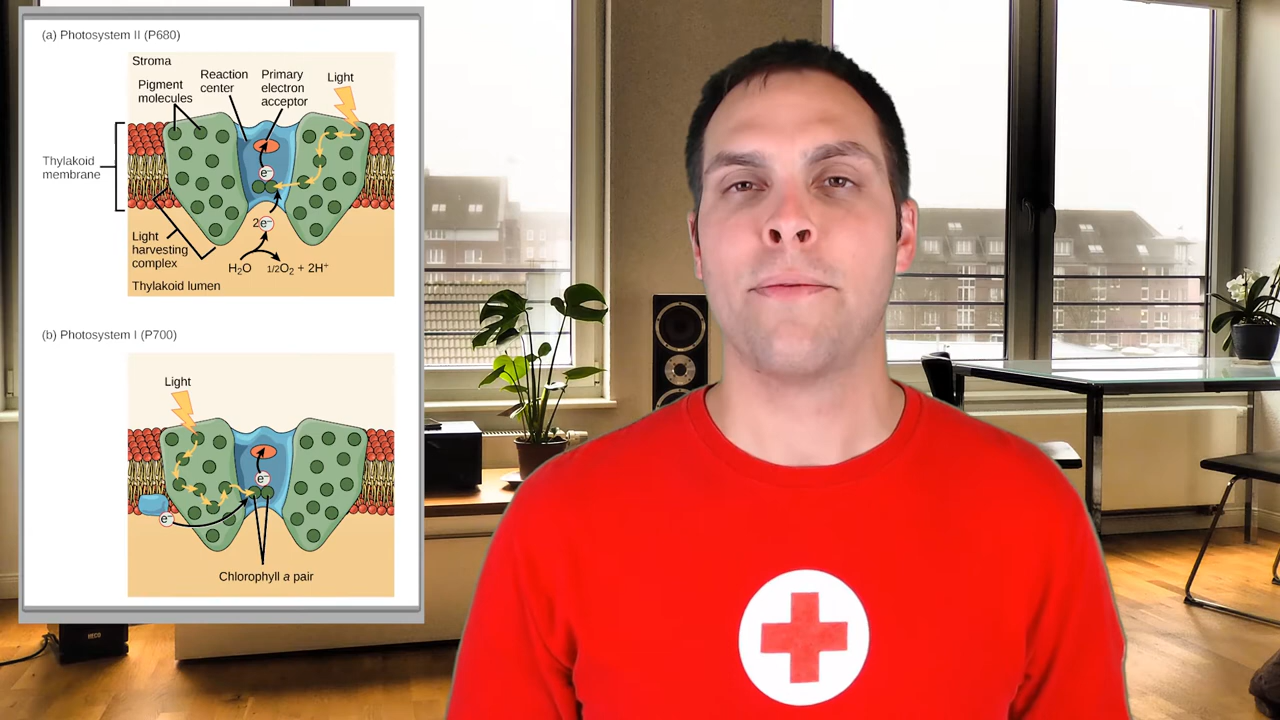 (a) Photosystem II (P680)
Stroma
Pigment
molecules
Reaction
center
Primary
electron
acceptor
Light
Thylakoid
membrane
e⁻
2 e⁻
Light
harvesting
complex
H₂O
1/2O₂ + 2H⁺
Thylakoid lumen
(b) Photosystem I (P700)
Light
e⁻
e⁻
Chlorophyll a pair